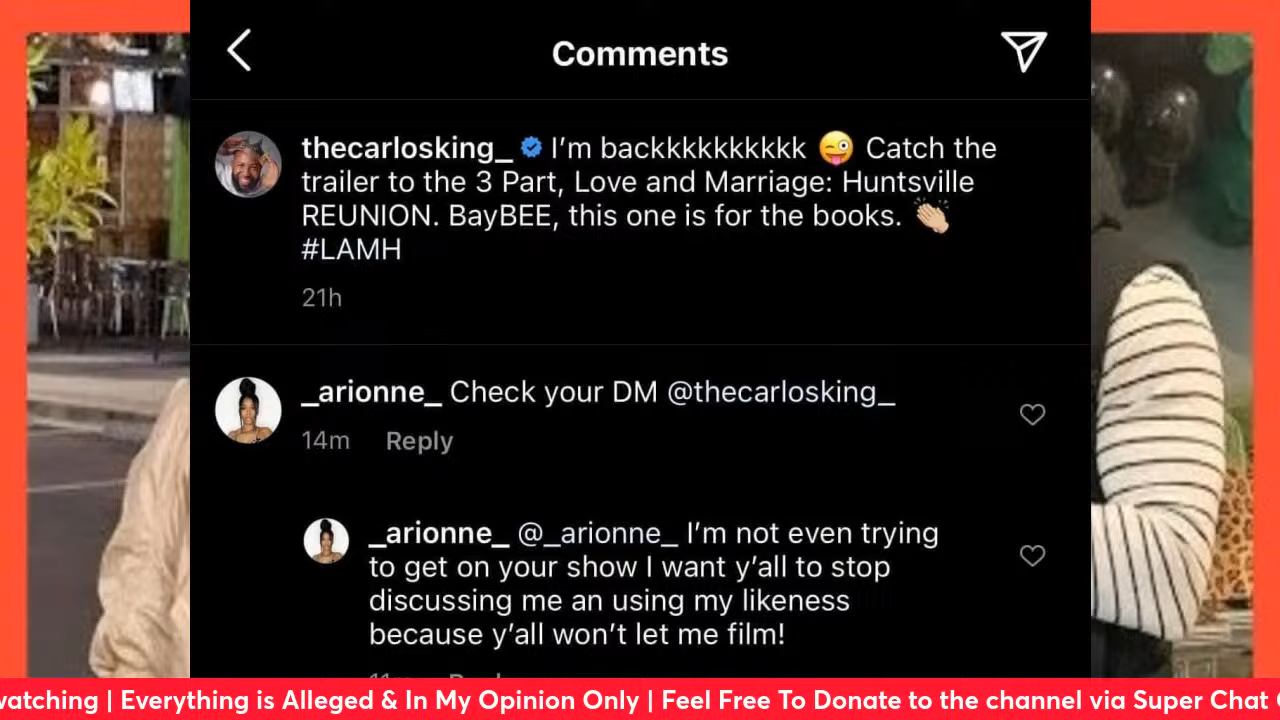 Comments
thecarlosking_ I'm backkkkkkkkkk 😜 Catch the
trailer to the 3 Part, Love and Marriage: Huntsville
REUNION. BayBEE, this one is for the books. 👏🏼
#LAMH
21h
_arionne_ Check your DM @thecarlosking_
14m Reply
_arionne_ @_arionne_ I'm not even trying
to get on your show I want y'all to stop
discussing me an using my likeness
because y'all won't let me film!
watching | Everything is Alleged & In My Opinion Only | Feel Free To Donate to the channel via Super Chat